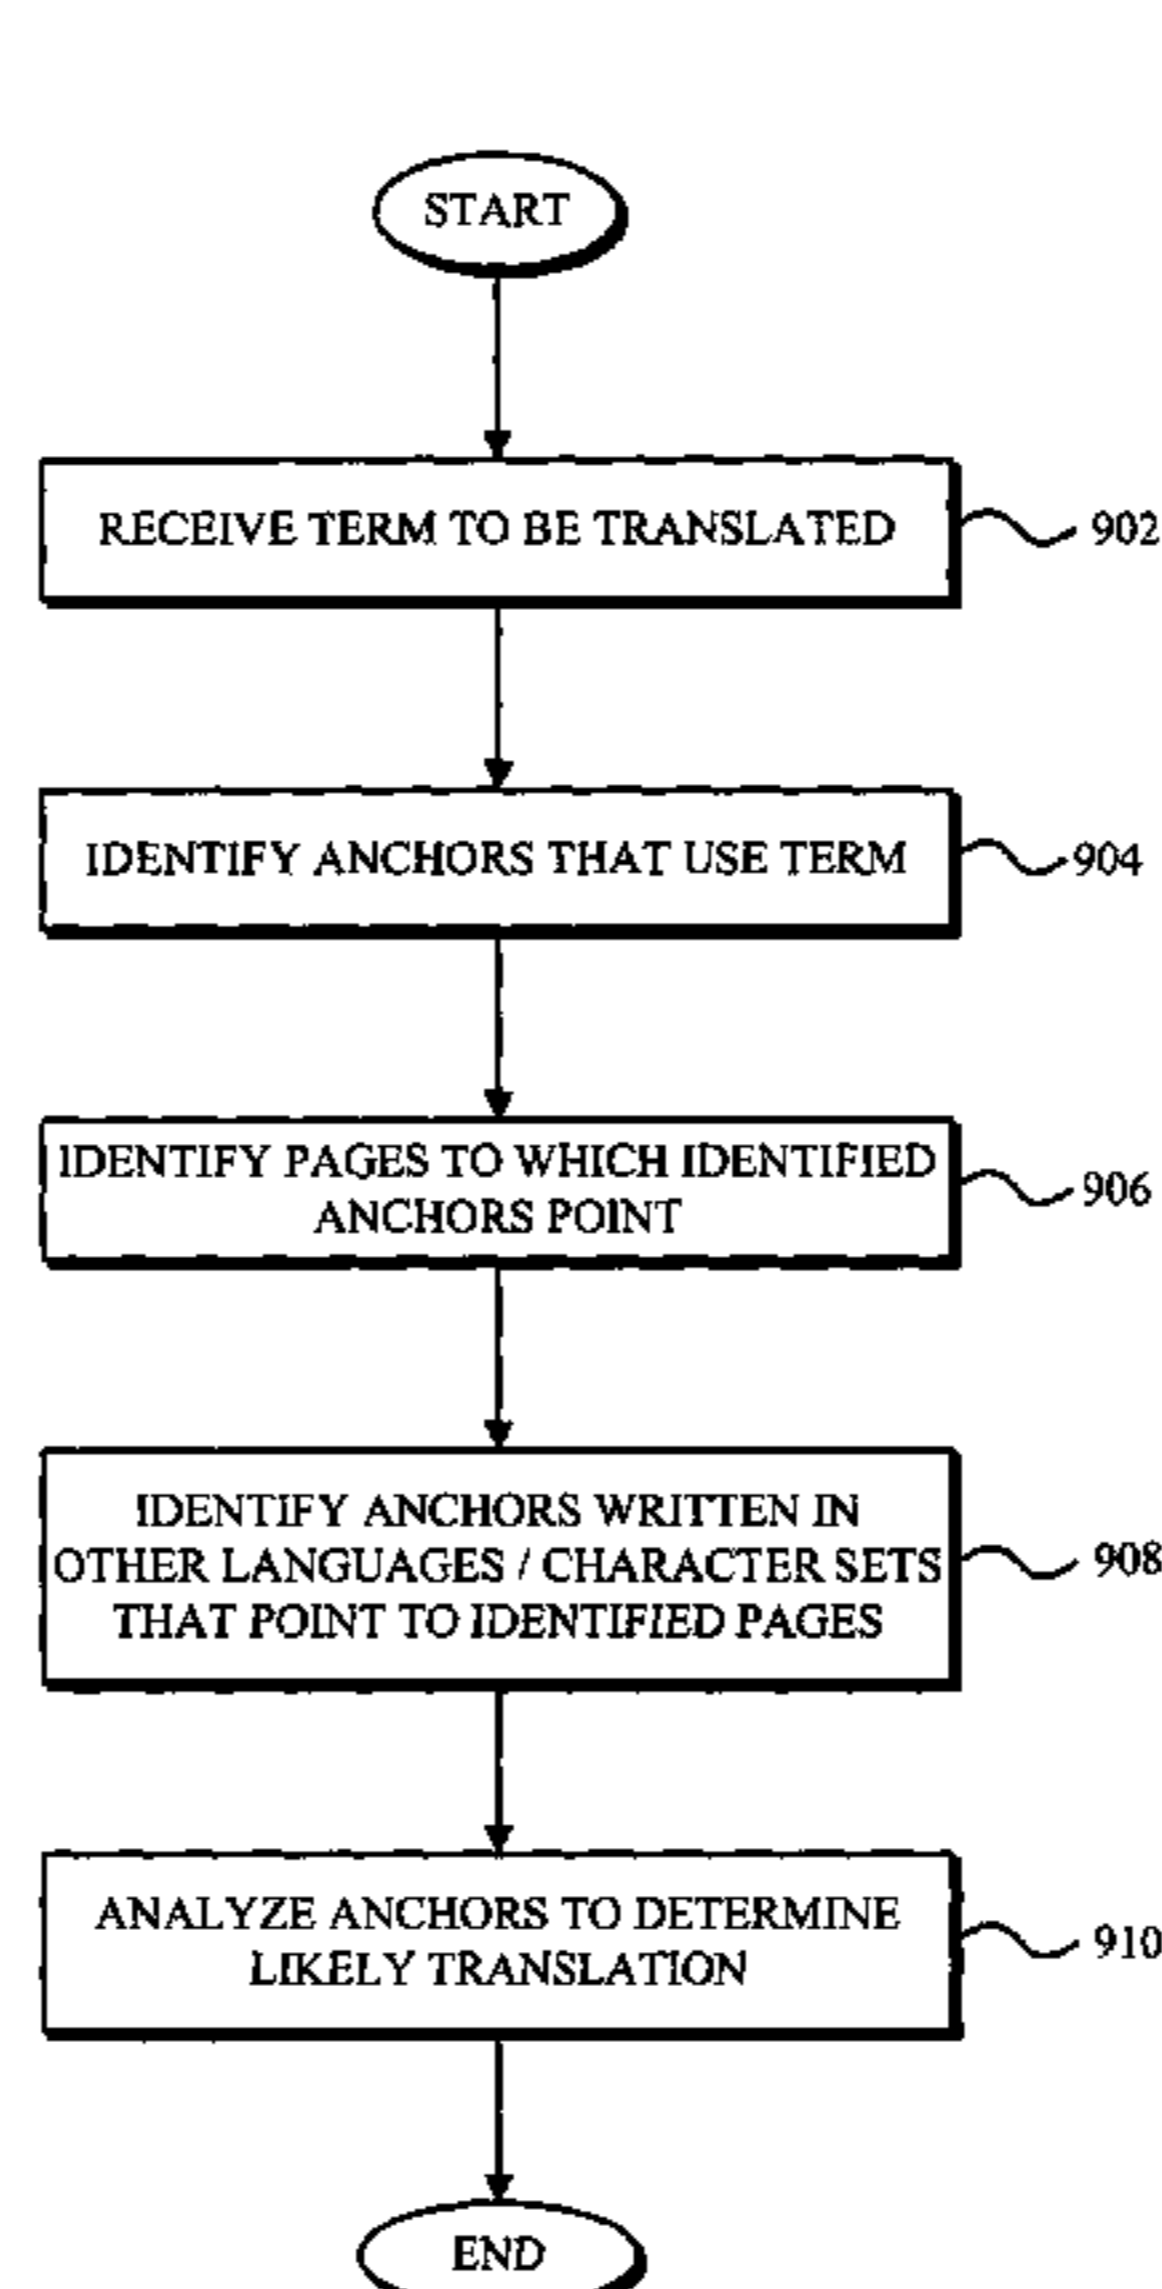 START
RECEIVE TERM TO BE TRANSLATED
902
IDENTIFY ANCHORS THAT USE TERM
904
IDENTIFY PAGES TO WHICH IDENTIFIED
ANCHORS POINT
906
IDENTIFY ANCHORS WRITTEN IN
OTHER LANGUAGES / CHARACTER SETS
THAT POINT TO IDENTIFIED PAGES
908
ANALYZE ANCHORS TO DETERMINE
LIKELY TRANSLATION
910
END